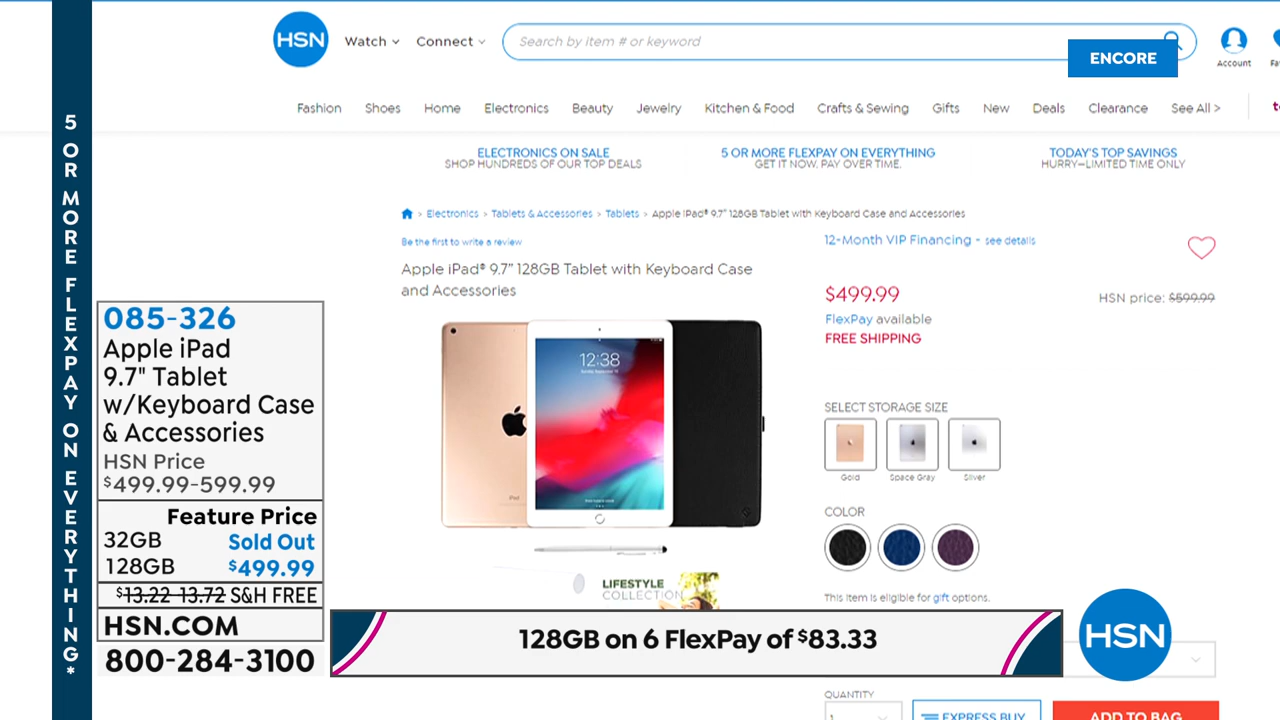 HSN
Watch
Connect
Search by item # or keyword
ENCORE
Account
Fashion
Shoes
Home
Electronics
Beauty
Jewelry
Kitchen & Food
Crafts & Sewing
Gifts
New
Deals
Clearance
See All >
ELECTRONICS ON SALE
SHOP HUNDREDS OF OUR TOP DEALS
5 OR MORE FLEXPAY ON EVERYTHING
GET IT NOW, PAY OVER TIME.
TODAY'S TOP SAVINGS
HURRY—LIMITED TIME ONLY
> Electronics > Tablets & Accessories > Tablets > Apple iPad® 9.7" 128GB Tablet with Keyboard Case and Accessories
Be the first to write a review
Apple iPad® 9.7" 128GB Tablet with Keyboard Case
and Accessories
12-Month VIP Financing - see details
$499.99
HSN price: $599.99
FlexPay available
FREE SHIPPING
SELECT STORAGE SIZE
Gold
Space Gray
Silver
COLOR
This item is eligible for gift options.
QUANTITY
1
EXPRESS BUY
ADD TO BAG
12:38
iPad
LIFESTYLE
COLLECTION
5 OR MORE FLEXPAY ON EVERYTHING*
085-326
Apple iPad
9.7" Tablet
w/Keyboard Case
& Accessories
HSN Price
$499.99-599.99
Feature Price
32GB Sold Out
128GB $499.99
$13.22-13.72 S&H FREE
HSN.COM
800-284-3100
128GB on 6 FlexPay of $83.33
HSN